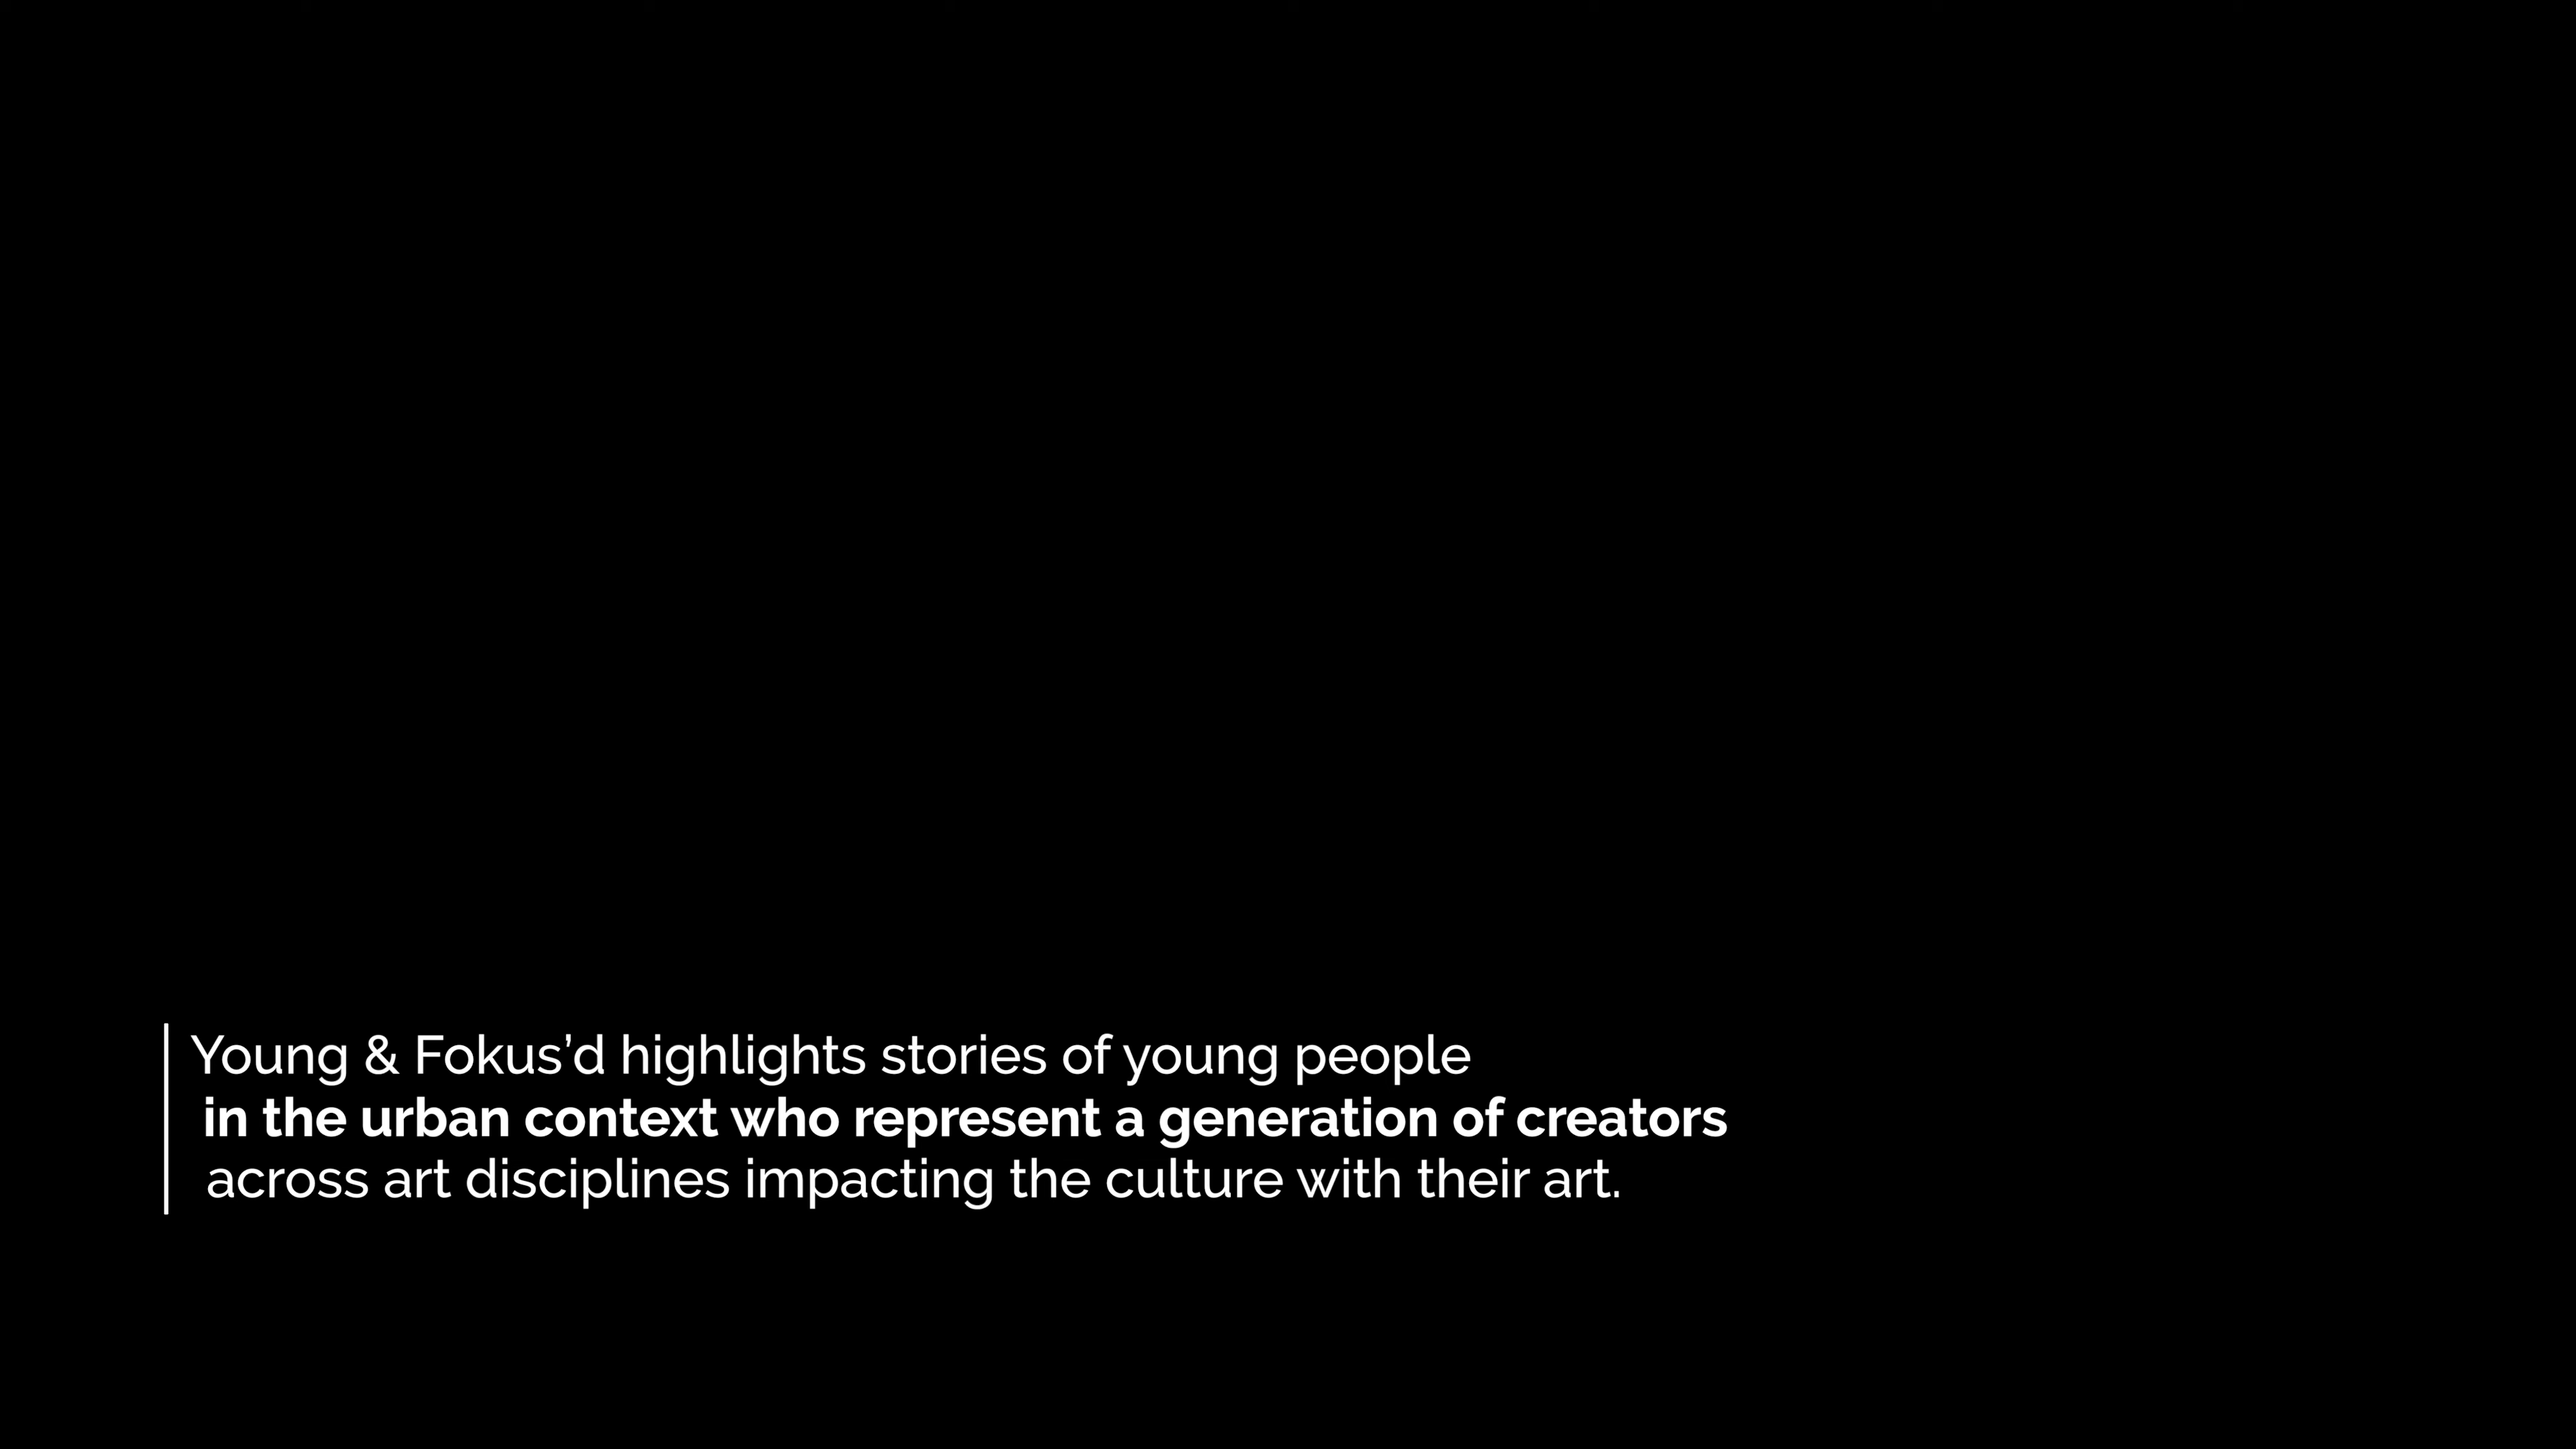 Young & Fokus’d highlights stories of young people
in the urban context who represent a generation of creators
across art disciplines impacting the culture with their art.